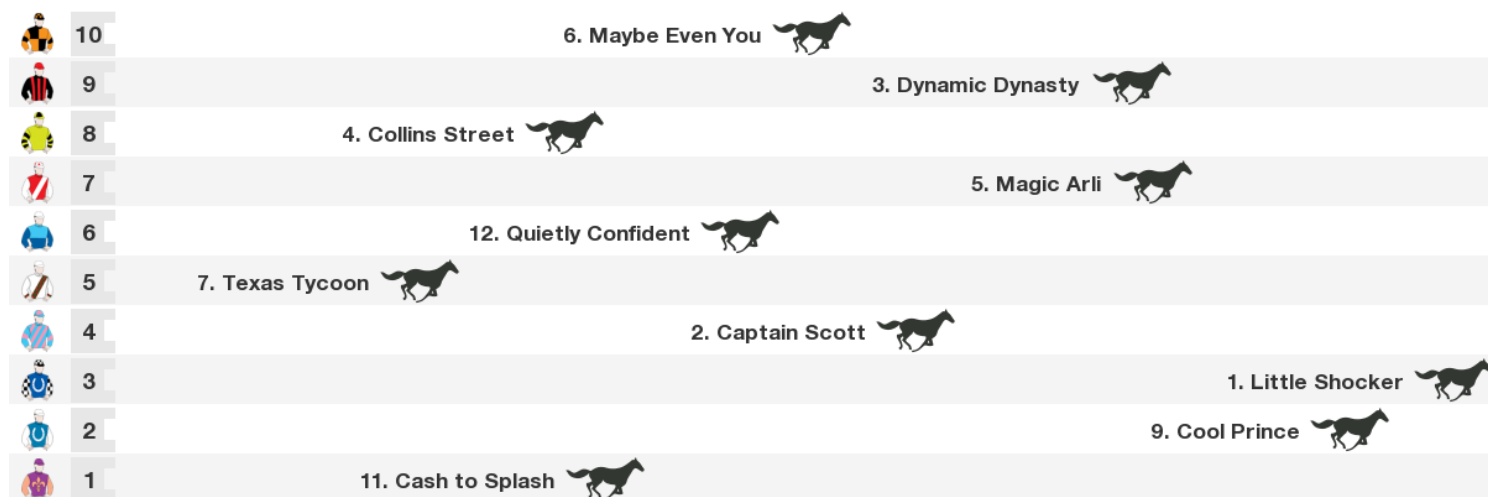 10 6. Maybe Even You
9 3. Dynamic Dynasty
8 4. Collins Street
7 5. Magic Arli
6 12. Quietly Confident
5 7. Texas Tycoon
4 2. Captain Scott
3 1. Little Shocker
2 9. Cool Prince
1 11. Cash to Splash